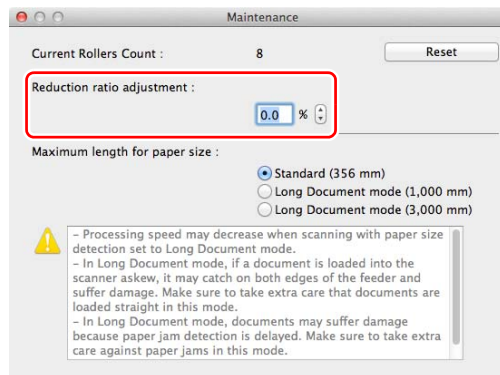 Maintenance
Current Rollers Count : 8 Reset
Reduction ratio adjustment :
0.0 %
Maximum length for paper size :
Standard (356 mm)
Long Document mode (1,000 mm)
Long Document mode (3,000 mm)
– Processing speed may decrease when scanning with paper size
detection set to Long Document mode.
– In Long Document mode, if a document is loaded into the
scanner askew, it may catch on both edges of the feeder and
suffer damage. Make sure to take extra care that documents are
loaded straight in this mode.
– In Long Document mode, documents may suffer damage
because paper jam detection is delayed. Make sure to take extra
care against paper jams in this mode.